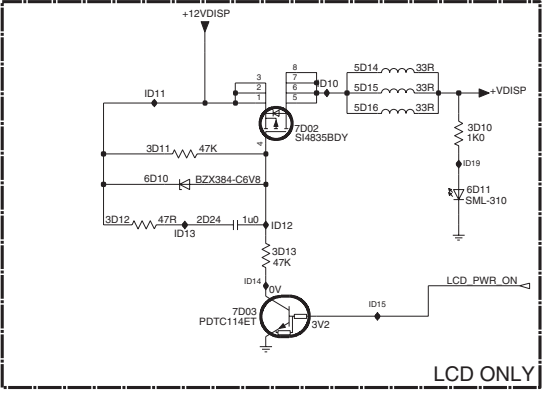 +12VDISP
ID11
3
2
1
8
7
6
5
ID10
5D14 33R
5D15 33R
5D16 33R
+VDISP
7D02
SI4835BDY
4
3D10
1K0
ID19
6D11
SML-310
3D11 47K
6D10 BZX384-C6V8
3D12 47R
ID13
2D24 1u0
ID12
3D13
47K
ID14
0V
7D03
PDTC114ET
3V2
ID15
LCD_PWR_ON
LCD ONLY